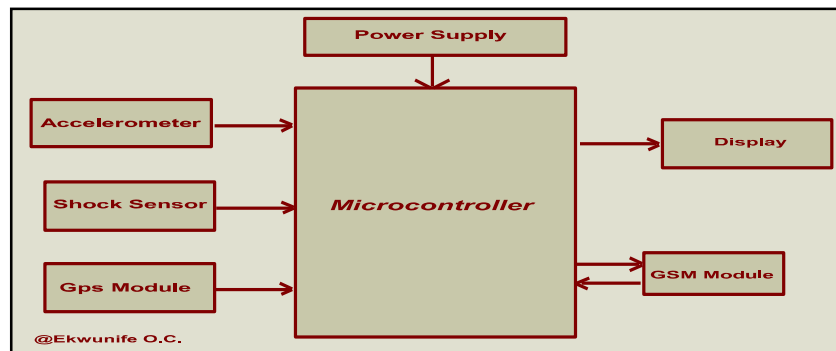 Power Supply
Accelerometer
Display
Shock Sensor
Microcontroller
Gps Module
GSM Module
@Ekwunife O.C.